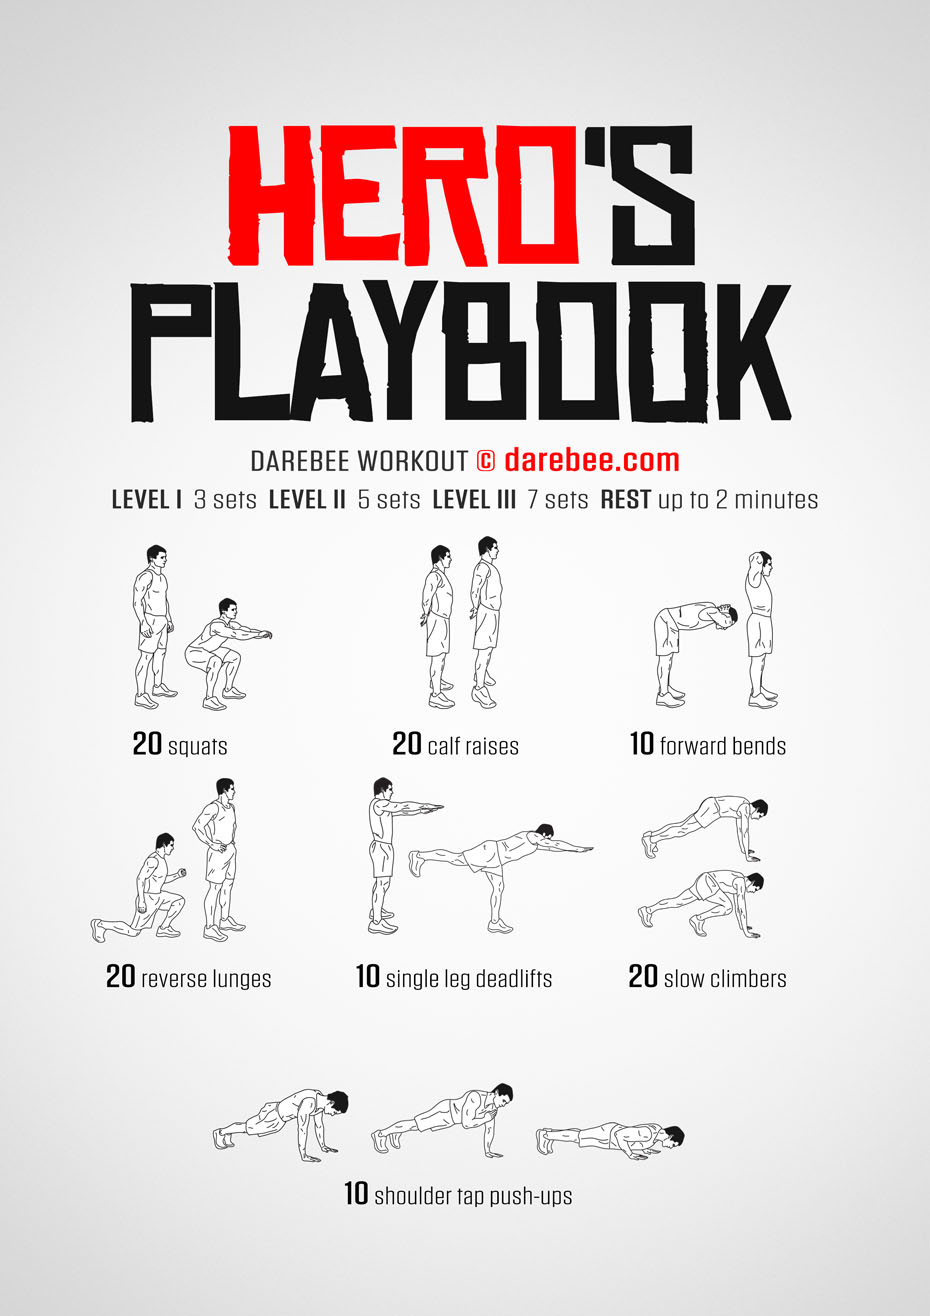 HERO'S
PLAYBOOK
DAREBEE WORKOUT © darebee.com
LEVEL I 3 sets LEVEL II 5 sets LEVEL III 7 sets REST up to 2 minutes
20 squats
20 calf raises
10 forward bends
20 reverse lunges
10 single leg deadlifts
20 slow climbers
10 shoulder tap push-ups